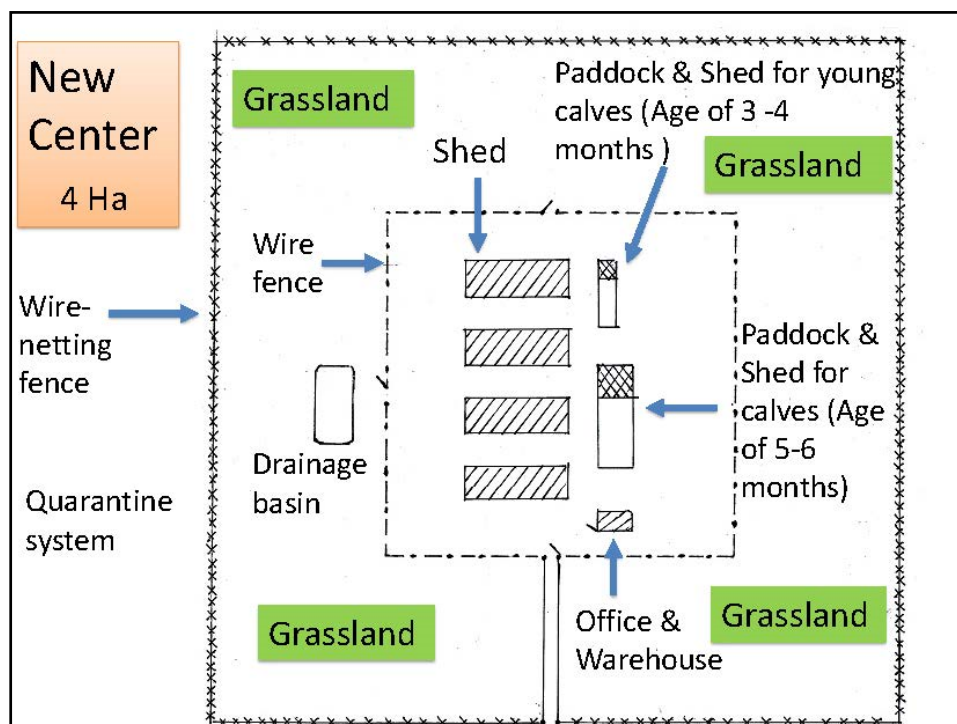 New
Center
4 Ha
Grassland
Paddock & Shed for young
calves (Age of 3 -4
months )
Shed
Grassland
Wire
fence
Wire-
netting
fence
Paddock &
Shed for
calves (Age
of 5-6
months)
Drainage
basin
Quarantine
system
Grassland
Office &
Warehouse
Grassland